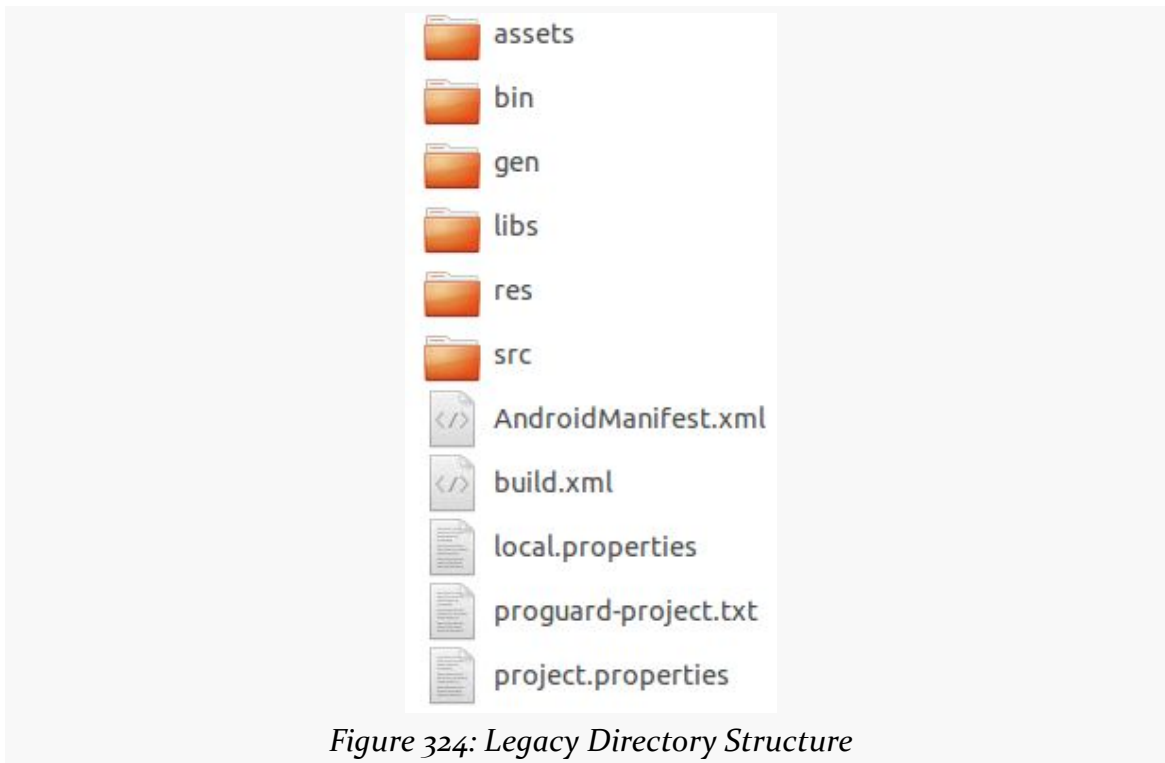 assets
bin
gen
libs
res
src
AndroidManifest.xml
build.xml
local.properties
proguard-project.txt
project.properties
Figure 324: Legacy Directory Structure